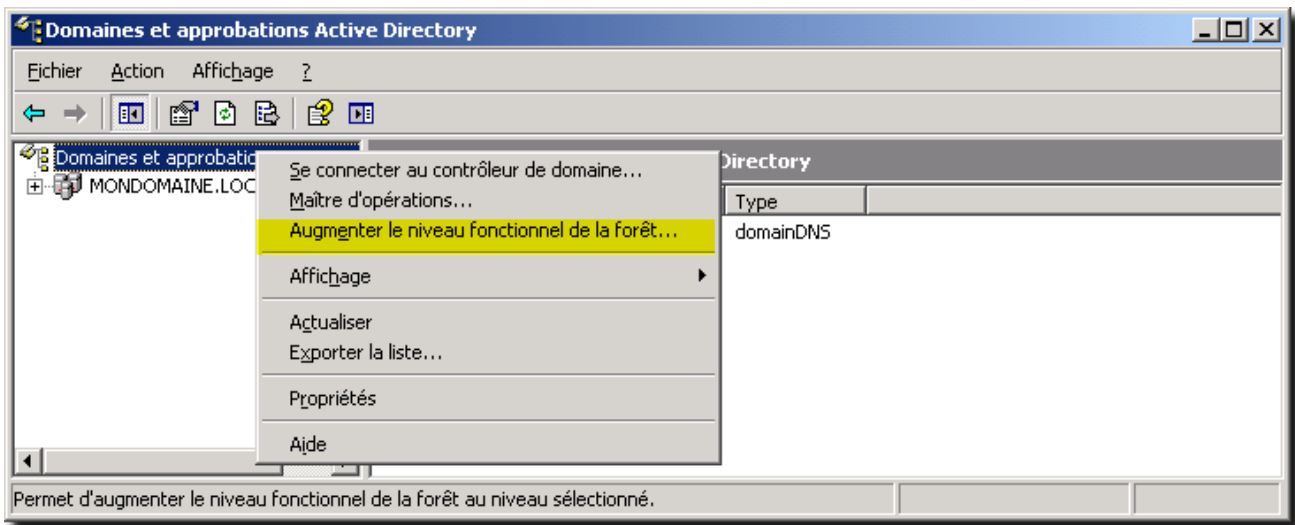 Domaines et approbations Active Directory
Fichier Action Affichage ?
Domaines et approbatio
MONDOMAINE.LOC
Directory
Type
domainDNS
Se connecter au contrôleur de domaine...
Maître d'opérations...
Augmenter le niveau fonctionnel de la forêt...
Affichage
Actualiser
Exporter la liste...
Propriétés
Aide
Permet d'augmenter le niveau fonctionnel de la forêt au niveau sélectionné.